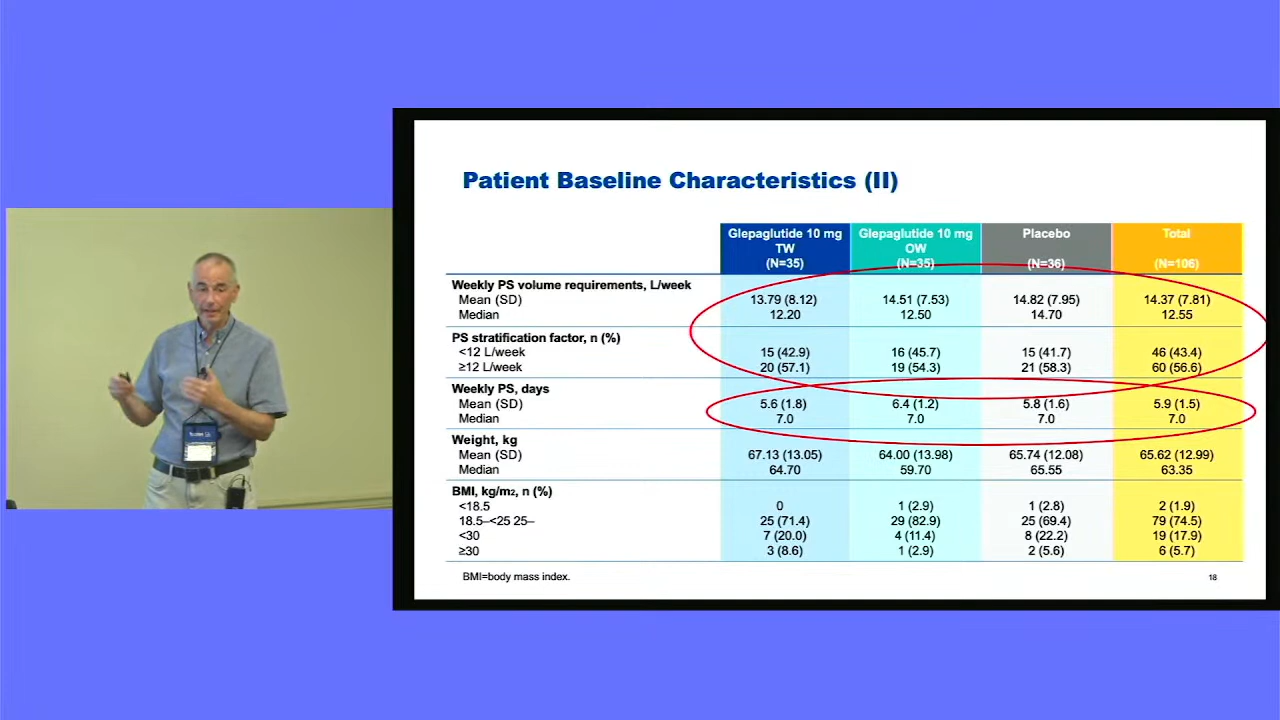 Patient Baseline Characteristics (II)
Glepaglutide 10 mg TW (N=35) Glepaglutide 10 mg OW (N=35) Placebo (N=36) Total (N=106)
Weekly PS volume requirements, L/week
Mean (SD) 13.79 (8.12) 14.51 (7.53) 14.82 (7.95) 14.37 (7.81)
Median 12.20 12.50 14.70 12.55
PS stratification factor, n (%)
<12 L/week 15 (42.9) 16 (45.7) 15 (41.7) 46 (43.4)
≥12 L/week 20 (57.1) 19 (54.3) 21 (58.3) 60 (56.6)
Weekly PS, days
Mean (SD) 5.6 (1.8) 6.4 (1.2) 5.8 (1.6) 5.9 (1.5)
Median 7.0 7.0 7.0 7.0
Weight, kg
Mean (SD) 67.13 (13.05) 64.00 (13.98) 65.74 (12.08) 65.62 (12.99)
Median 64.70 59.70 65.55 63.35
BMI, kg/m2, n (%)
<18.5 0 1 (2.9) 1 (2.8) 2 (1.9)
18.5–<25 25– 25 (71.4) 29 (82.9) 25 (69.4) 79 (74.5)
<30 7 (20.0) 4 (11.4) 8 (22.2) 19 (17.9)
≥30 3 (8.6) 1 (2.9) 2 (5.6) 6 (5.7)
BMI=body mass index.
18